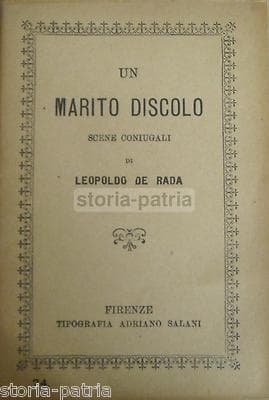 UN
MARITO DISCOLO
SCENE CONIUGALI
DI
LEOPOLDO DE RADA
storia-patria
FIRENZE
TIPOGRAFIA ADRIANO SALANI
storia-patria